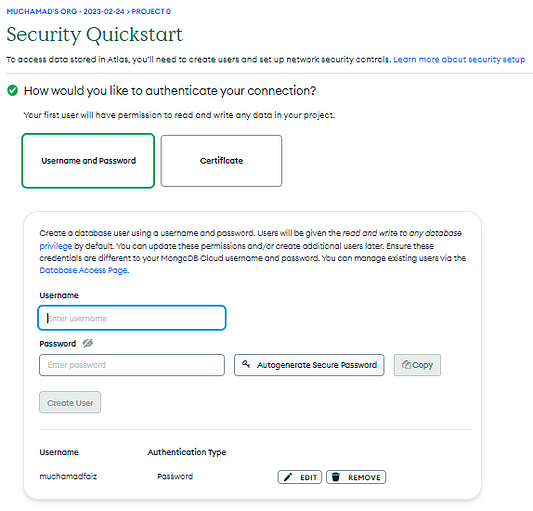 MUCHAMAD'S ORG - 2023-02-24 > PROJECT 0
Security Quickstart
To access data stored in Atlas, you'll need to create users and set up network security controls. Learn more about security setup
How would you like to authenticate your connection?
Your first user will have permission to read and write any data in your project.
Username and Password
Certificate
Create a database user using a username and password. Users will be given the read and write to any database
privilege by default. You can update these permissions and/or create additional users later. Ensure these
credentials are different to your MongoDB Cloud username and password. You can manage existing users via the
Database Access Page.
Username
Enter username
Password
Enter password
Autogenerate Secure Password
Copy
Create User
Username Authentication Type
muchamadfaiz Password EDIT REMOVE